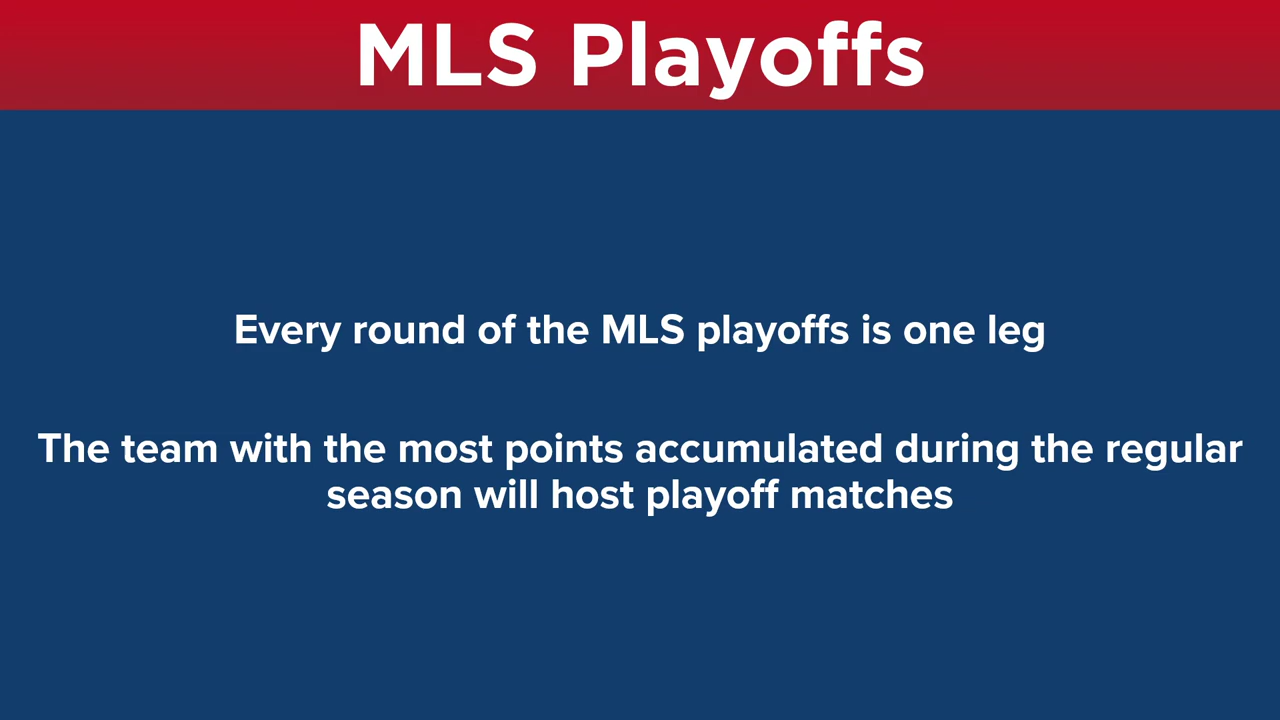 MLS Playoffs
Every round of the MLS playoffs is one leg
The team with the most points accumulated during the regular
season will host playoff matches